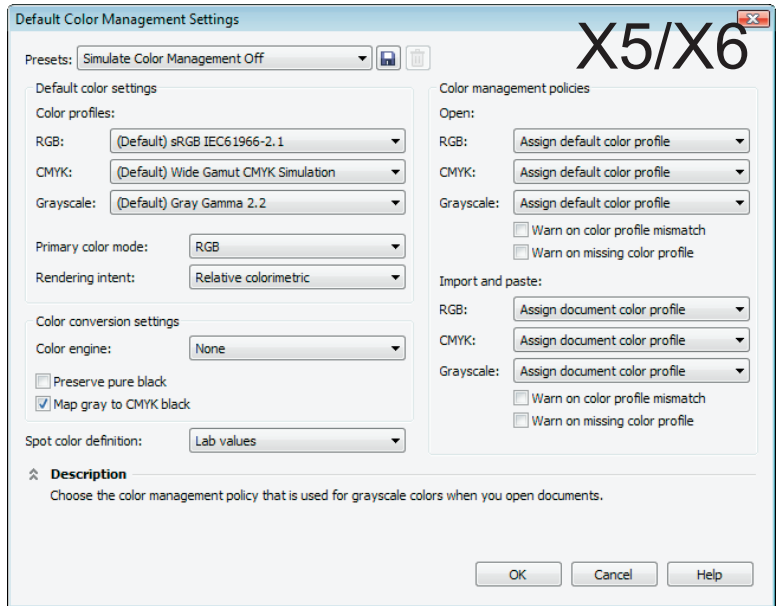 Default Color Management Settings
X5/X6
Presets: Simulate Color Management Off
Default color settings
Color profiles:
RGB: (Default) sRGB IEC61966-2.1
CMYK: (Default) Wide Gamut CMYK Simulation
Grayscale: (Default) Gray Gamma 2.2
Primary color mode: RGB
Rendering intent: Relative colorimetric
Color conversion settings
Color engine: None
Preserve pure black
Map gray to CMYK black
Spot color definition: Lab values
Color management policies
Open:
RGB: Assign default color profile
CMYK: Assign default color profile
Grayscale: Assign default color profile
Warn on color profile mismatch
Warn on missing color profile
Import and paste:
RGB: Assign document color profile
CMYK: Assign document color profile
Grayscale: Assign document color profile
Warn on color profile mismatch
Warn on missing color profile
Description
Choose the color management policy that is used for grayscale colors when you open documents.
OK Cancel Help